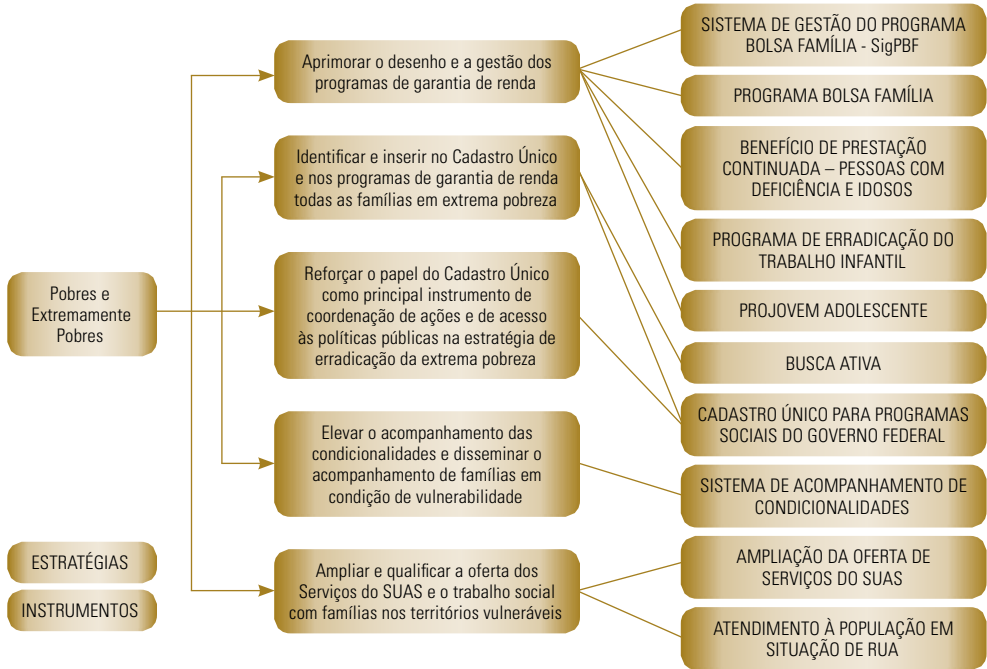 Pobres e
Extremamente
Pobres
ESTRATÉGIAS
INSTRUMENTOS
Aprimorar o desenho e a gestão dos
programas de garantia de renda
Identificar e inserir no Cadastro Único
e nos programas de garantia de renda
todas as famílias em extrema pobreza
Reforçar o papel do Cadastro Único
como principal instrumento de
coordenação de ações e de acesso
às políticas públicas na estratégia de
erradicação da extrema pobreza
Elevar o acompanhamento das
condicionalidades e disseminar o
acompanhamento de famílias em
condição de vulnerabilidade
Ampliar e qualificar a oferta dos
Serviços do SUAS e o trabalho social
com famílias nos territórios vulneráveis
SISTEMA DE GESTÃO DO PROGRAMA
BOLSA FAMÍLIA - SigPBF
PROGRAMA BOLSA FAMÍLIA
BENEFÍCIO DE PRESTAÇÃO
CONTINUADA – PESSOAS COM
DEFICIÊNCIA E IDOSOS
PROGRAMA DE ERRADICAÇÃO DO
TRABALHO INFANTIL
PROJOVEM ADOLESCENTE
BUSCA ATIVA
CADASTRO ÚNICO PARA PROGRAMAS
SOCIAIS DO GOVERNO FEDERAL
SISTEMA DE ACOMPANHAMENTO DE
CONDICIONALIDADES
AMPLIAÇÃO DA OFERTA DE
SERVIÇOS DO SUAS
ATENDIMENTO À POPULAÇÃO EM
SITUAÇÃO DE RUA